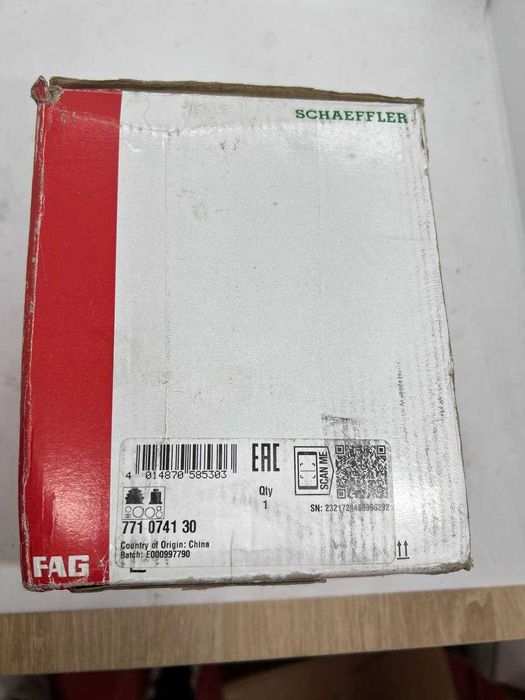 SCHAEFFLER
4 014870 585303
EAC
Qty
1
SCAN ME
771 0741 30
Country of Origin: China
Batch: E000997790
FAG